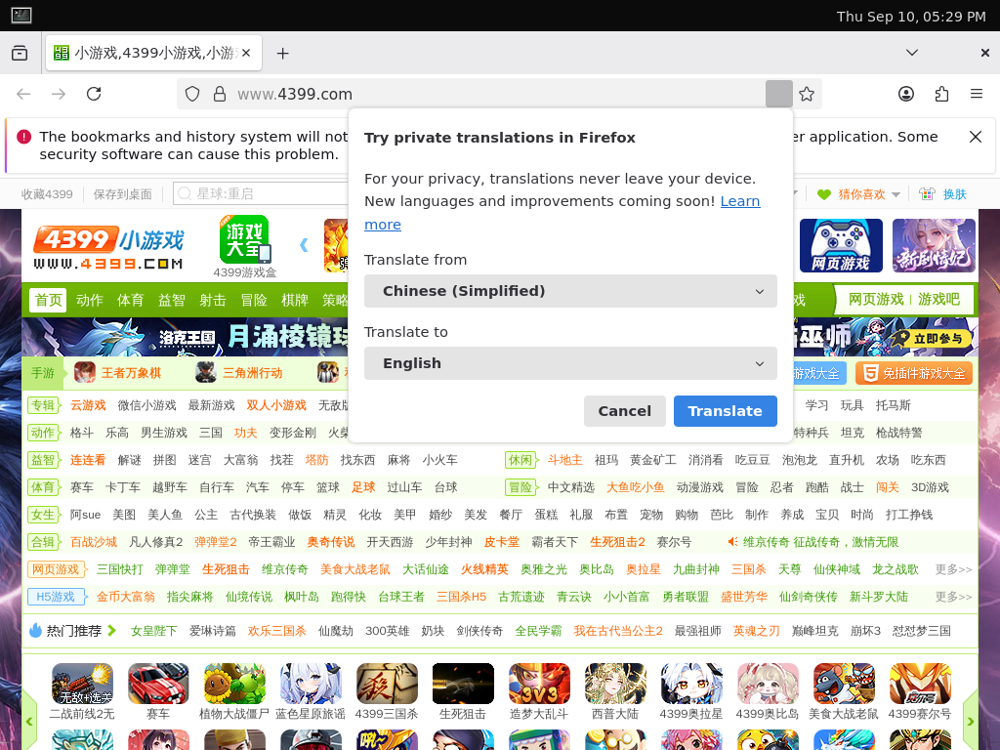 Thu Sep 10, 05:29 PM
小游戏,4399小游戏,小游
www.4399.com
The bookmarks and history system will not
er application. Some
security software can cause this problem.
Try private translations in Firefox
For your privacy, translations never leave your device.
New languages and improvements coming soon! Learn
more
Translate from
Chinese (Simplified)
Translate to
English
Cancel
Translate
收藏4399
保存到桌面
星球:重启
猜你喜欢
换肤
4399小游戏
www.4399.com
游戏大全
4399游戏盒
网页游戏
新剧情妃
首页 动作 体育 益智 射击 冒险 棋牌 策略
戏
网页游戏 | 游戏吧
洛克王国 月涌棱镜球
巫师 立即参与
手游 王者万象棋 三角洲行动
游戏大全 免插件游戏大全
专辑 云游戏 微信小游戏 最新游戏 双人小游戏 无敌版
学习 玩具 托马斯
动作 格斗 乐高 男生游戏 三国 功夫 变形金刚 火柴
特种兵 坦克 枪战特警
益智 连连看 解谜 拼图 迷宫 大富翁 找茬 塔防 找东西 麻将 小火车
休闲 斗地主 祖玛 黄金矿工 消消看 吃豆豆 泡泡龙 直升机 农场 吃东西
体育 赛车 卡丁车 越野车 自行车 汽车 停车 篮球 足球 过山车 台球
冒险 中文精选 大鱼吃小鱼 动漫游戏 冒险 忍者 跑酷 战士 闯关 3D游戏
女生 阿sue 美图 美人鱼 公主 古代换装 做饭 精灵 化妆 美甲 婚纱 美发 餐厅 蛋糕 礼服 布置 宠物 购物 芭比 制作 养成 宝贝 时尚 打工挣钱
合辑 百战沙城 凡人修真2 弹弹堂2 帝王霸业 奥奇传说 开天西游 少年封神 皮卡堂 霸者天下 生死狙击2 赛尔号 维京传奇 征战传奇，激情无限
网页游戏 三国快打 弹弹堂 生死狙击 维京传奇 美食大战老鼠 大话仙途 火线精英 奥雅之光 奥比岛 奥拉星 九曲封神 三国杀 天尊 仙侠神域 龙之战歌 更多>>
H5游戏 金币大富翁 指尖麻将 仙境传说 枫叶岛 跑得快 台球王者 三国杀H5 古荒遗迹 青云诀 小小首富 勇者联盟 盛世芳华 仙剑奇侠传 新斗罗大陆 更多>>
热门推荐 女皇陛下 爱琳诗篇 欢乐三国杀 仙魔劫 300英雄 奶块 剑侠传奇 全民学霸 我在古代当公主2 最强祖师 英魂之刃 巅峰坦克 崩坏3 怼怼梦三国
无敌+选关
3V3
二战前线2无 赛车 植物大战僵尸 蓝色星原旅谣 4399三国杀 生死狙击 造梦大乱斗 西普大陆 4399奥拉星 4399奥比岛 美食大战老鼠 4399赛尔号